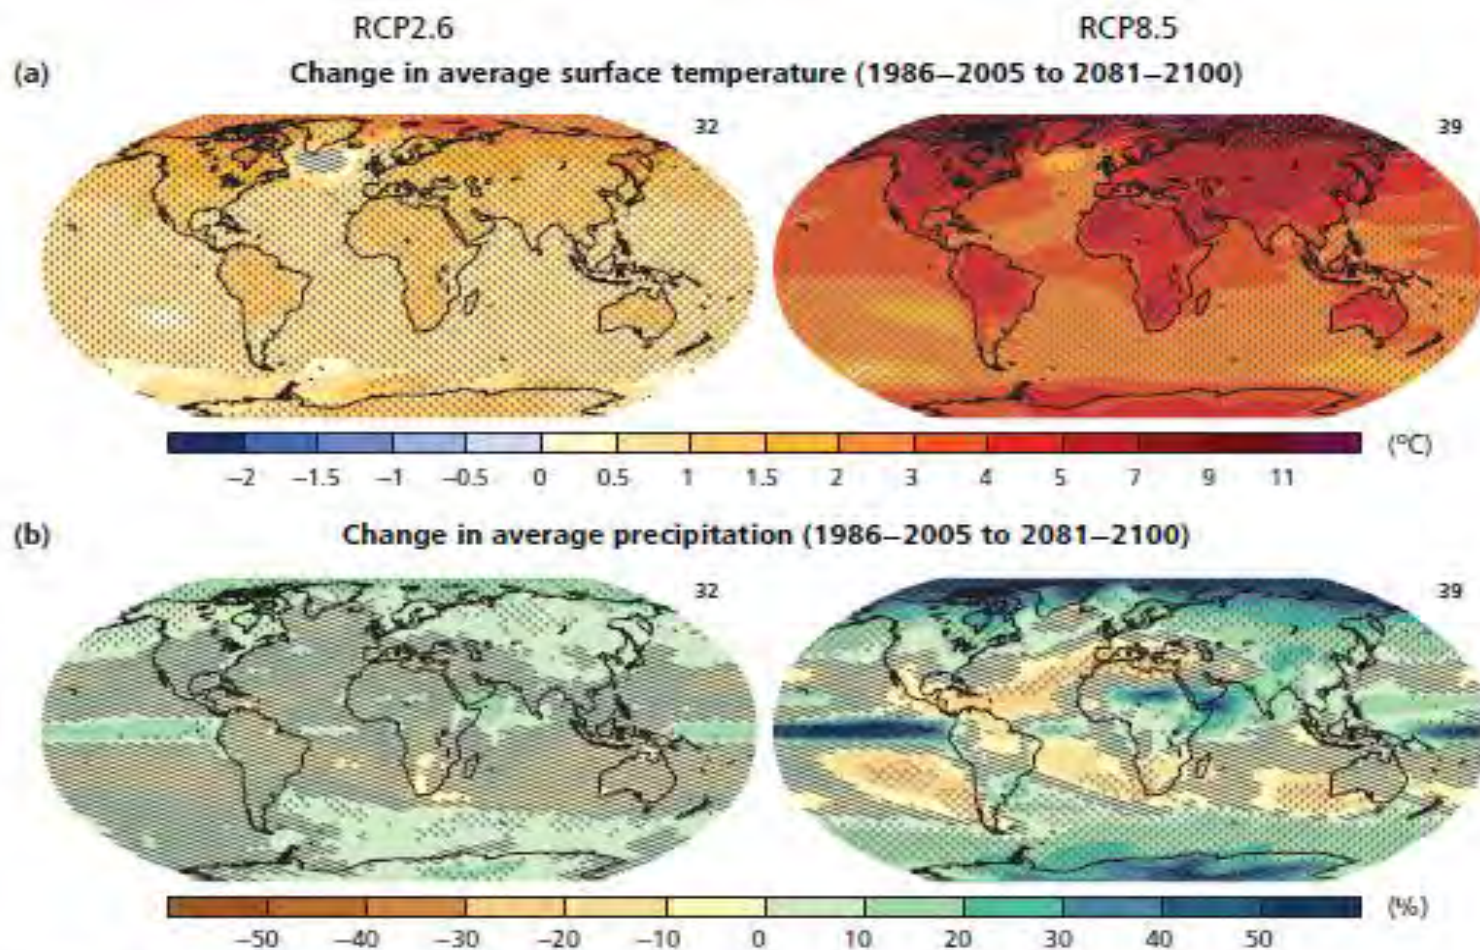 RCP2.6 RCP8.5
(a) Change in average surface temperature (1986–2005 to 2081–2100)
32 39
(°C)
−2 −1.5 −1 −0.5 0 0.5 1 1.5 2 3 4 5 7 9 11
(b) Change in average precipitation (1986–2005 to 2081–2100)
32 39
(%)
−50 −40 −30 −20 −10 0 10 20 30 40 50